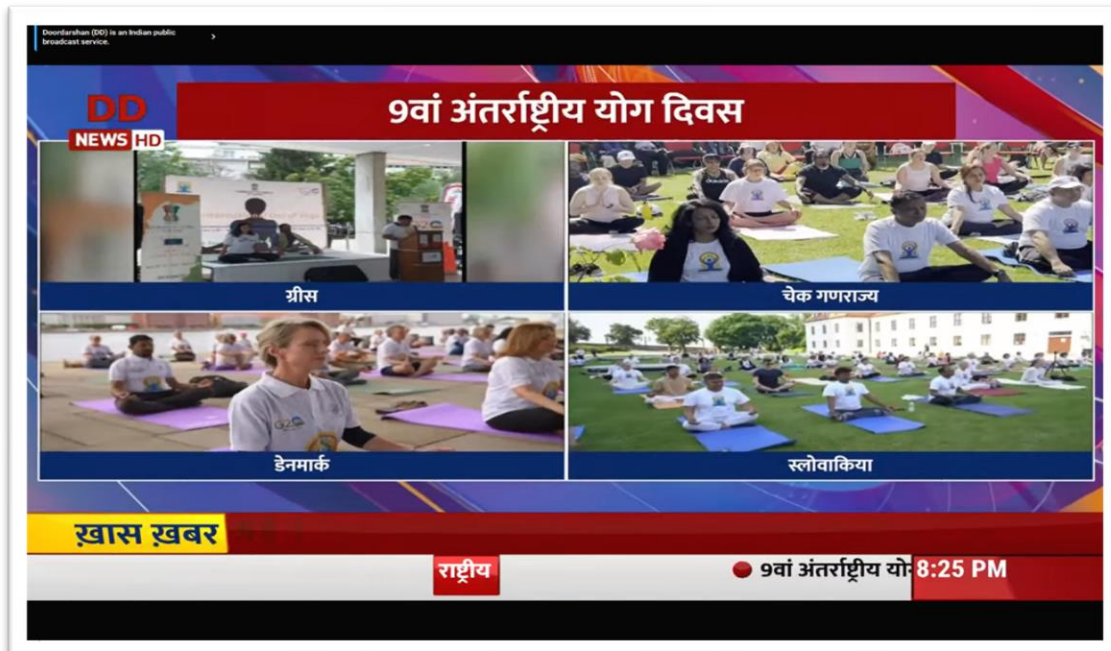 Doordarshan (DD) is an Indian public
broadcast service.
DD
NEWS HD
9वां अंतर्राष्ट्रीय योग दिवस
ग्रीस
चेक गणराज्य
G20
डेनमार्क
स्लोवाकिया
ख़ास ख़बर
राष्ट्रीय
9वां अंतर्राष्ट्रीय यो
8:25 PM